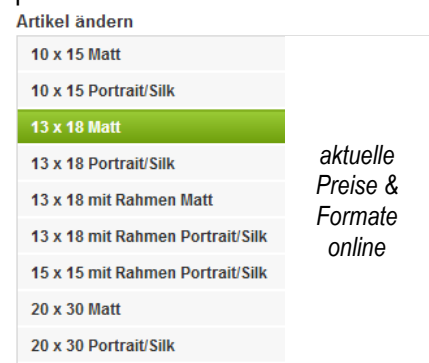 Artikel ändern
10 x 15 Matt
10 x 15 Portrait/Silk
13 x 18 Matt
13 x 18 Portrait/Silk
13 x 18 mit Rahmen Matt
13 x 18 mit Rahmen Portrait/Silk
15 x 15 mit Rahmen Portrait/Silk
20 x 30 Matt
20 x 30 Portrait/Silk
aktuelle
Preise &
Formate
online